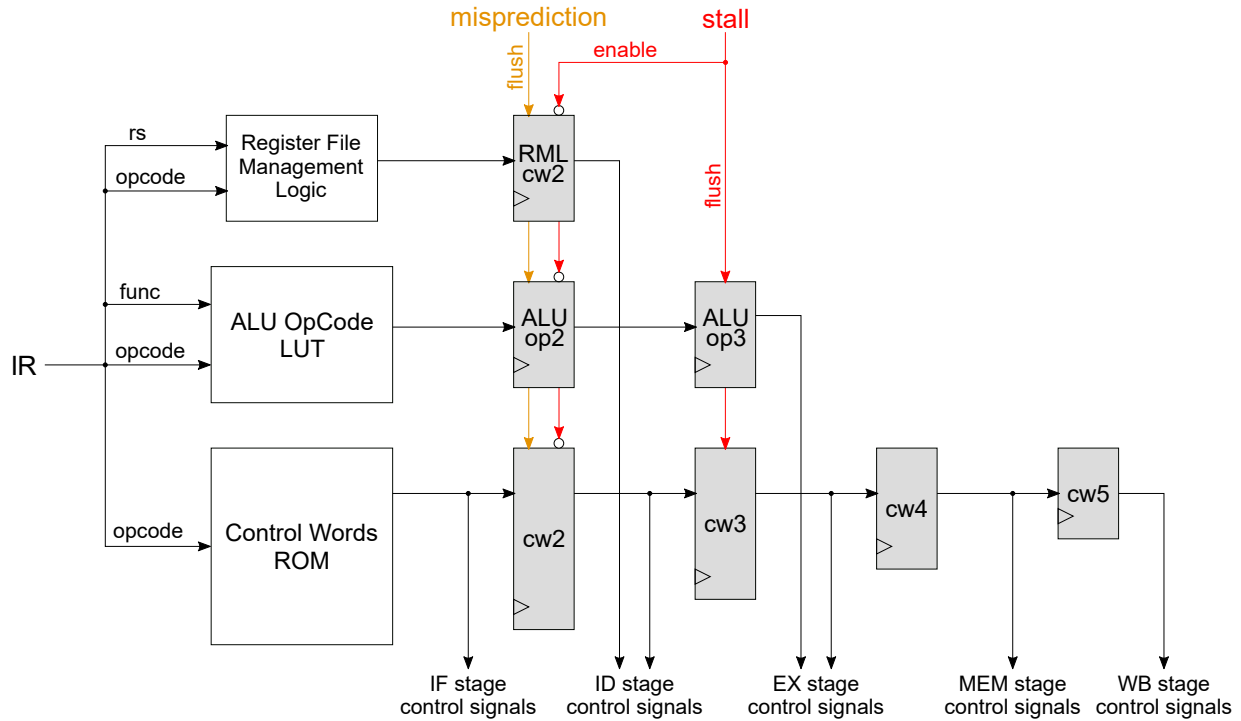 misprediction
stall
flush
enable
rs
opcode
Register File
Management
Logic
RML
cw2
flush
func
opcode
ALU OpCode
LUT
ALU
op2
ALU
op3
IR
opcode
Control Words
ROM
cw2
cw3
cw4
cw5
IF stage
control signals
ID stage
control signals
EX stage
control signals
MEM stage
control signals
WB stage
control signals